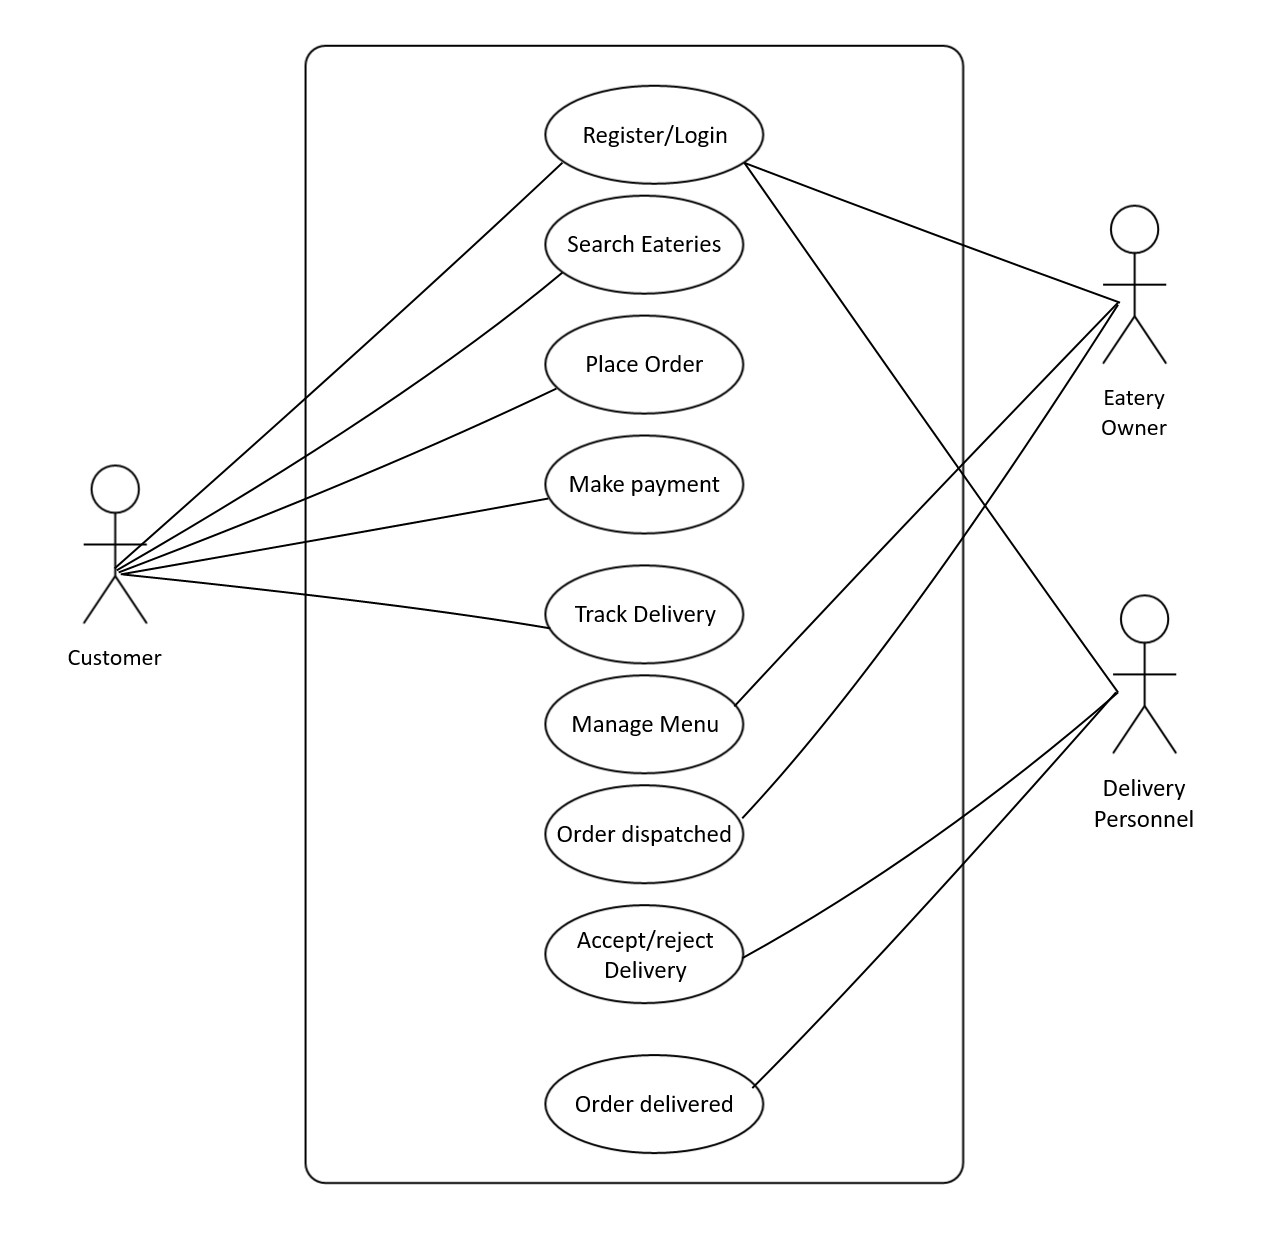 Register/Login
Search Eateries
Place Order
Make payment
Track Delivery
Manage Menu
Order dispatched
Accept/reject
Delivery
Order delivered
Customer
Eatery
Owner
Delivery
Personnel